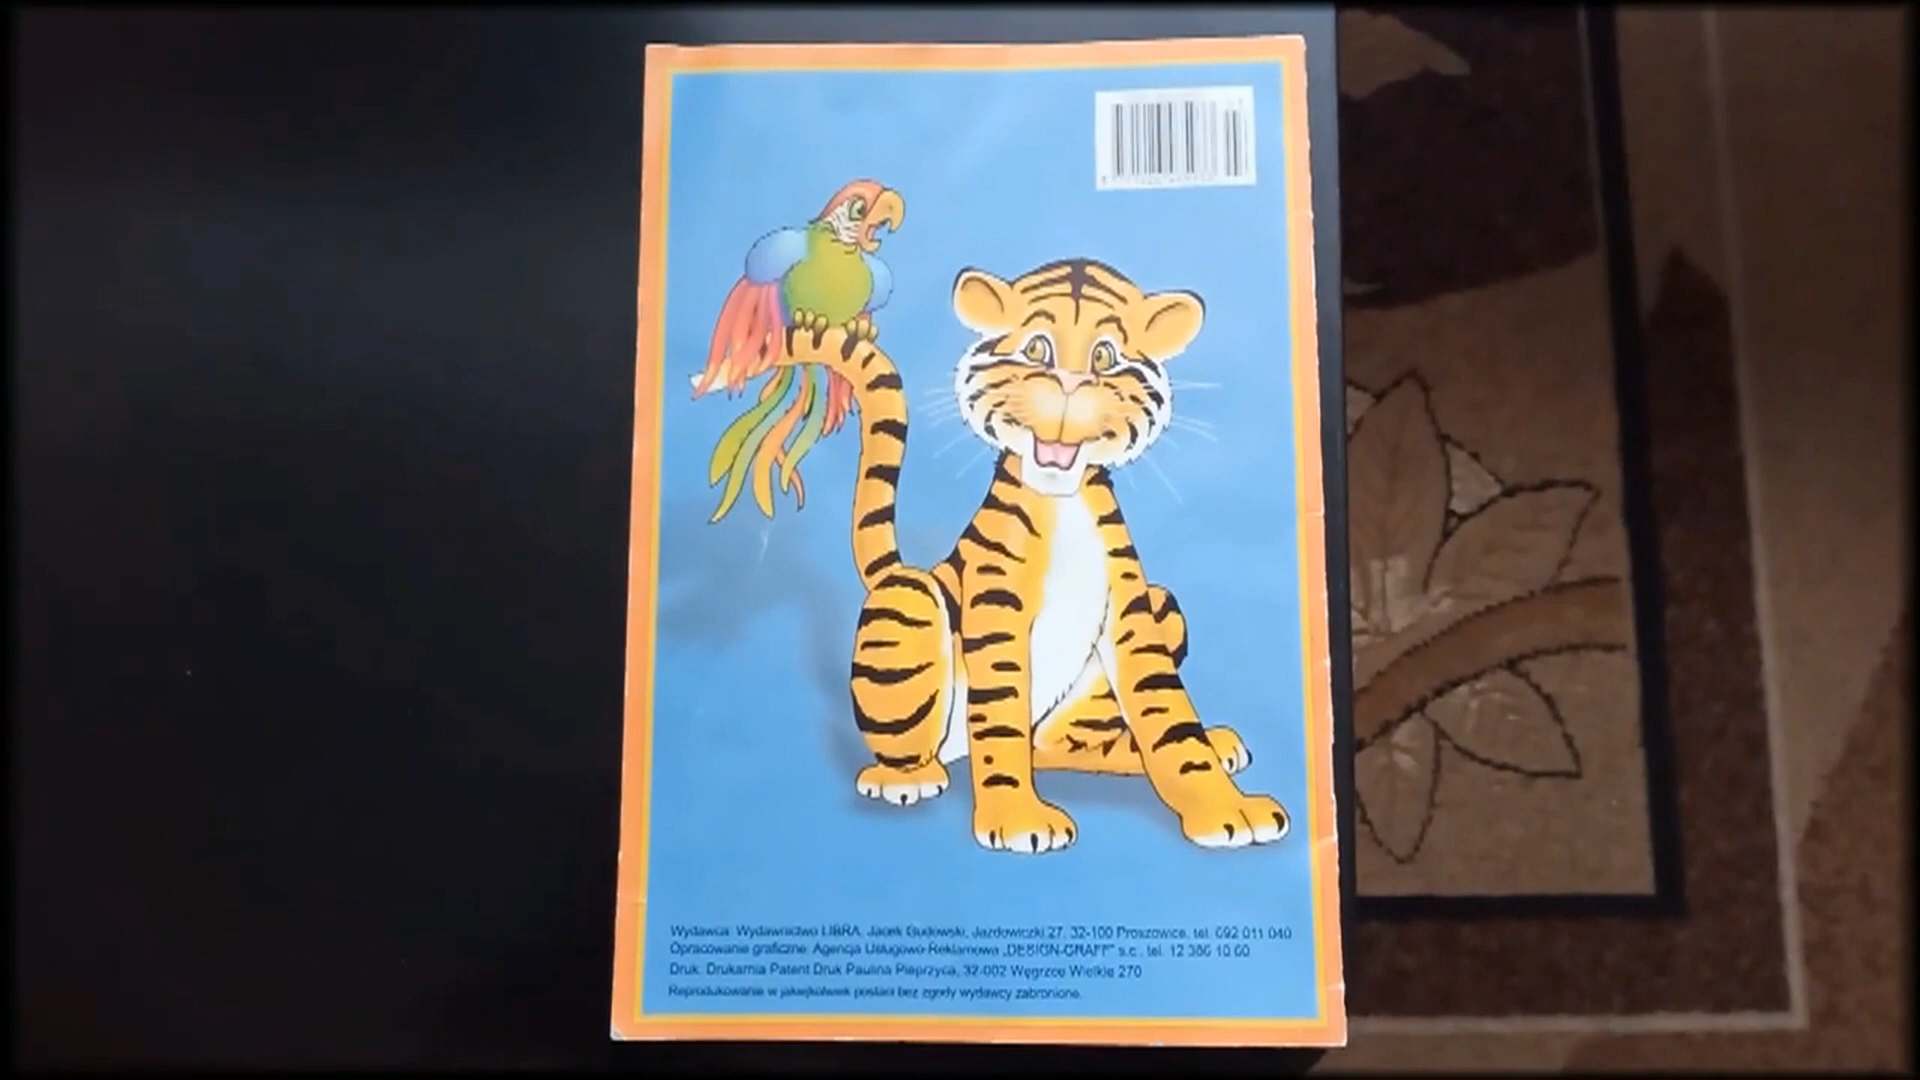 Wydawca: Wydawnictwo LIBRA, Jacek Gudowski, Jazdowiczki 27, 32-100 Proszowice, tel. 692 011 040
Opracowanie graficzne: Agencja Usługowo Reklamowa „DESIGN-GRAFF” s.c., tel. 12 386 10 60
Druk: Drukarnia Patent Druk Paulina Pieprzyca, 32-002 Węgrzce Wielkie 270
Reprodukowanie w jakiejkolwiek postaci bez zgody wydawcy zabronione.